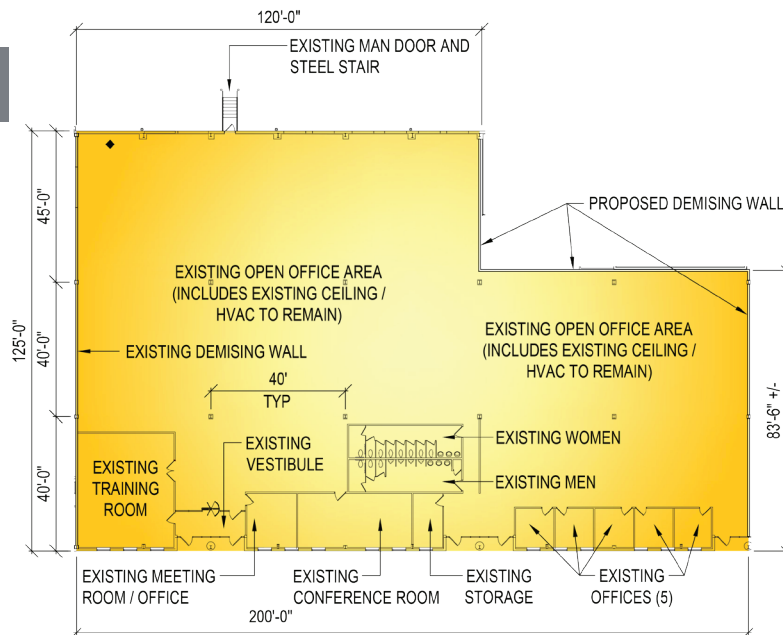 120'-0"
EXISTING MAN DOOR AND
STEEL STAIR
45'-0"
PROPOSED DEMISING WALL
EXISTING OPEN OFFICE AREA
(INCLUDES EXISTING CEILING /
HVAC TO REMAIN)
125'-0"
40'-0"
EXISTING DEMISING WALL
EXISTING OPEN OFFICE AREA
(INCLUDES EXISTING CEILING /
HVAC TO REMAIN)
40'
TYP
83'-6" +/-
EXISTING WOMEN
EXISTING
VESTIBULE
EXISTING
TRAINING
ROOM
40'-0"
EXISTING MEN
EXISTING MEETING
ROOM / OFFICE
EXISTING
CONFERENCE ROOM
EXISTING
STORAGE
EXISTING
OFFICES (5)
200'-0"